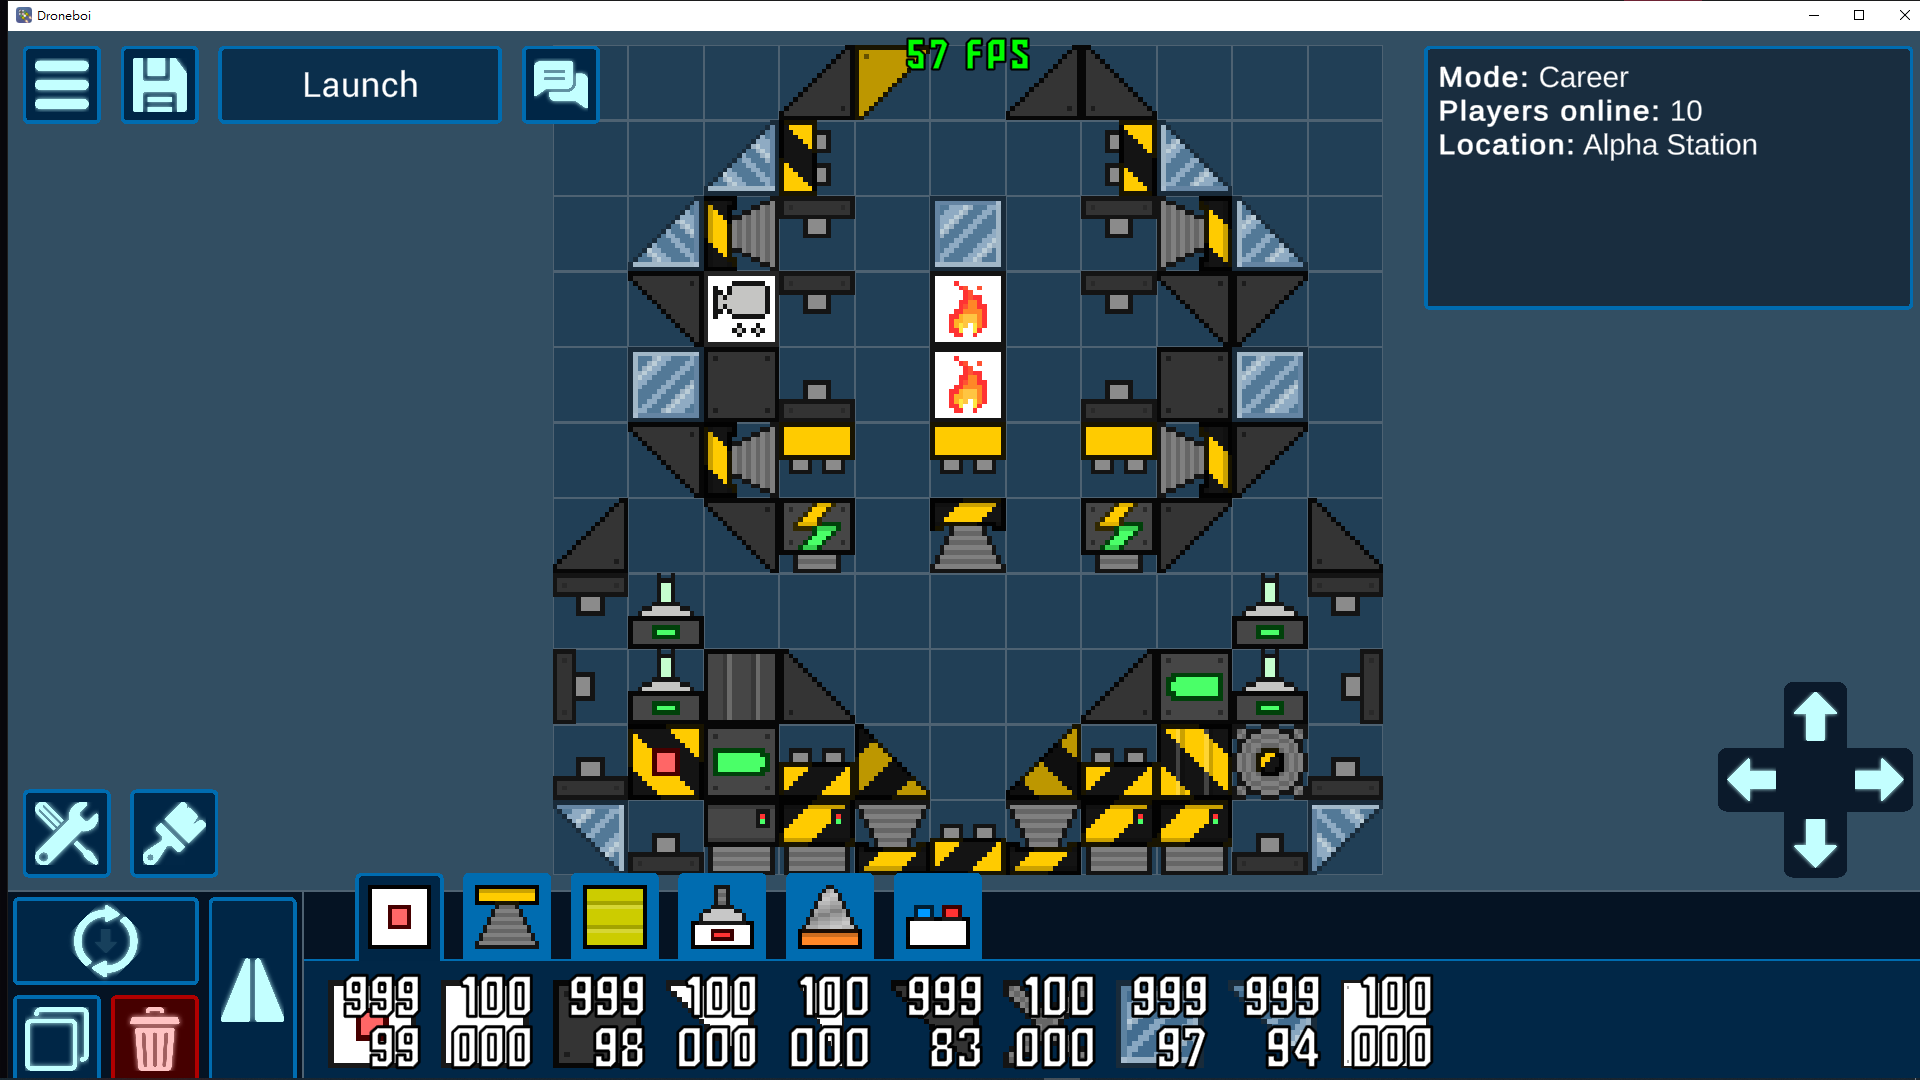 Droneboi
57 FPS
Launch
Mode: Career
Players online: 10
Location: Alpha Station
999 100 999 100 100 999 100 999 999 100
99 000 98 000 000 83 000 97 94 000